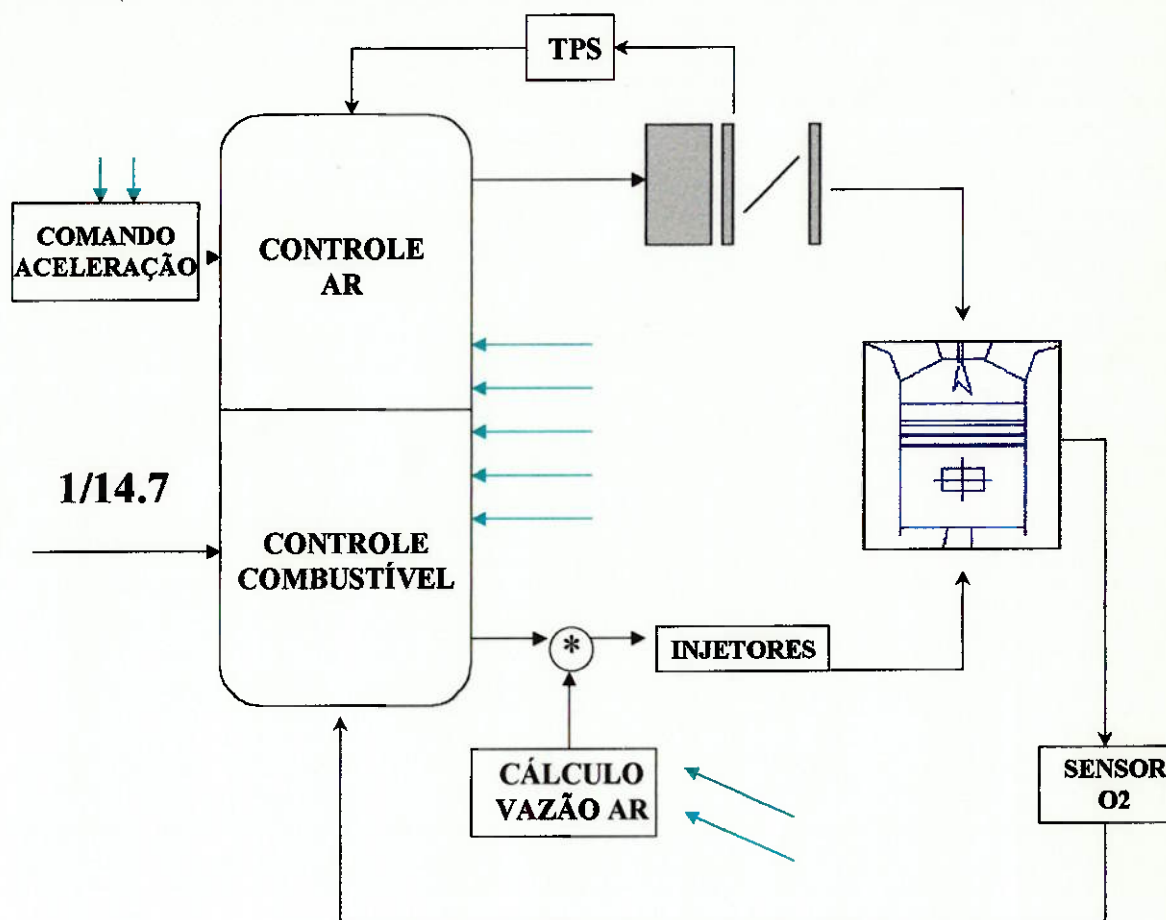 TPS
COMANDO
ACELERAÇÃO
CONTROLE
AR
1/14.7
CONTROLE
COMBUSTÍVEL
*
INJETORES
CÁLCULO
VAZÃO AR
SENSOR
O2